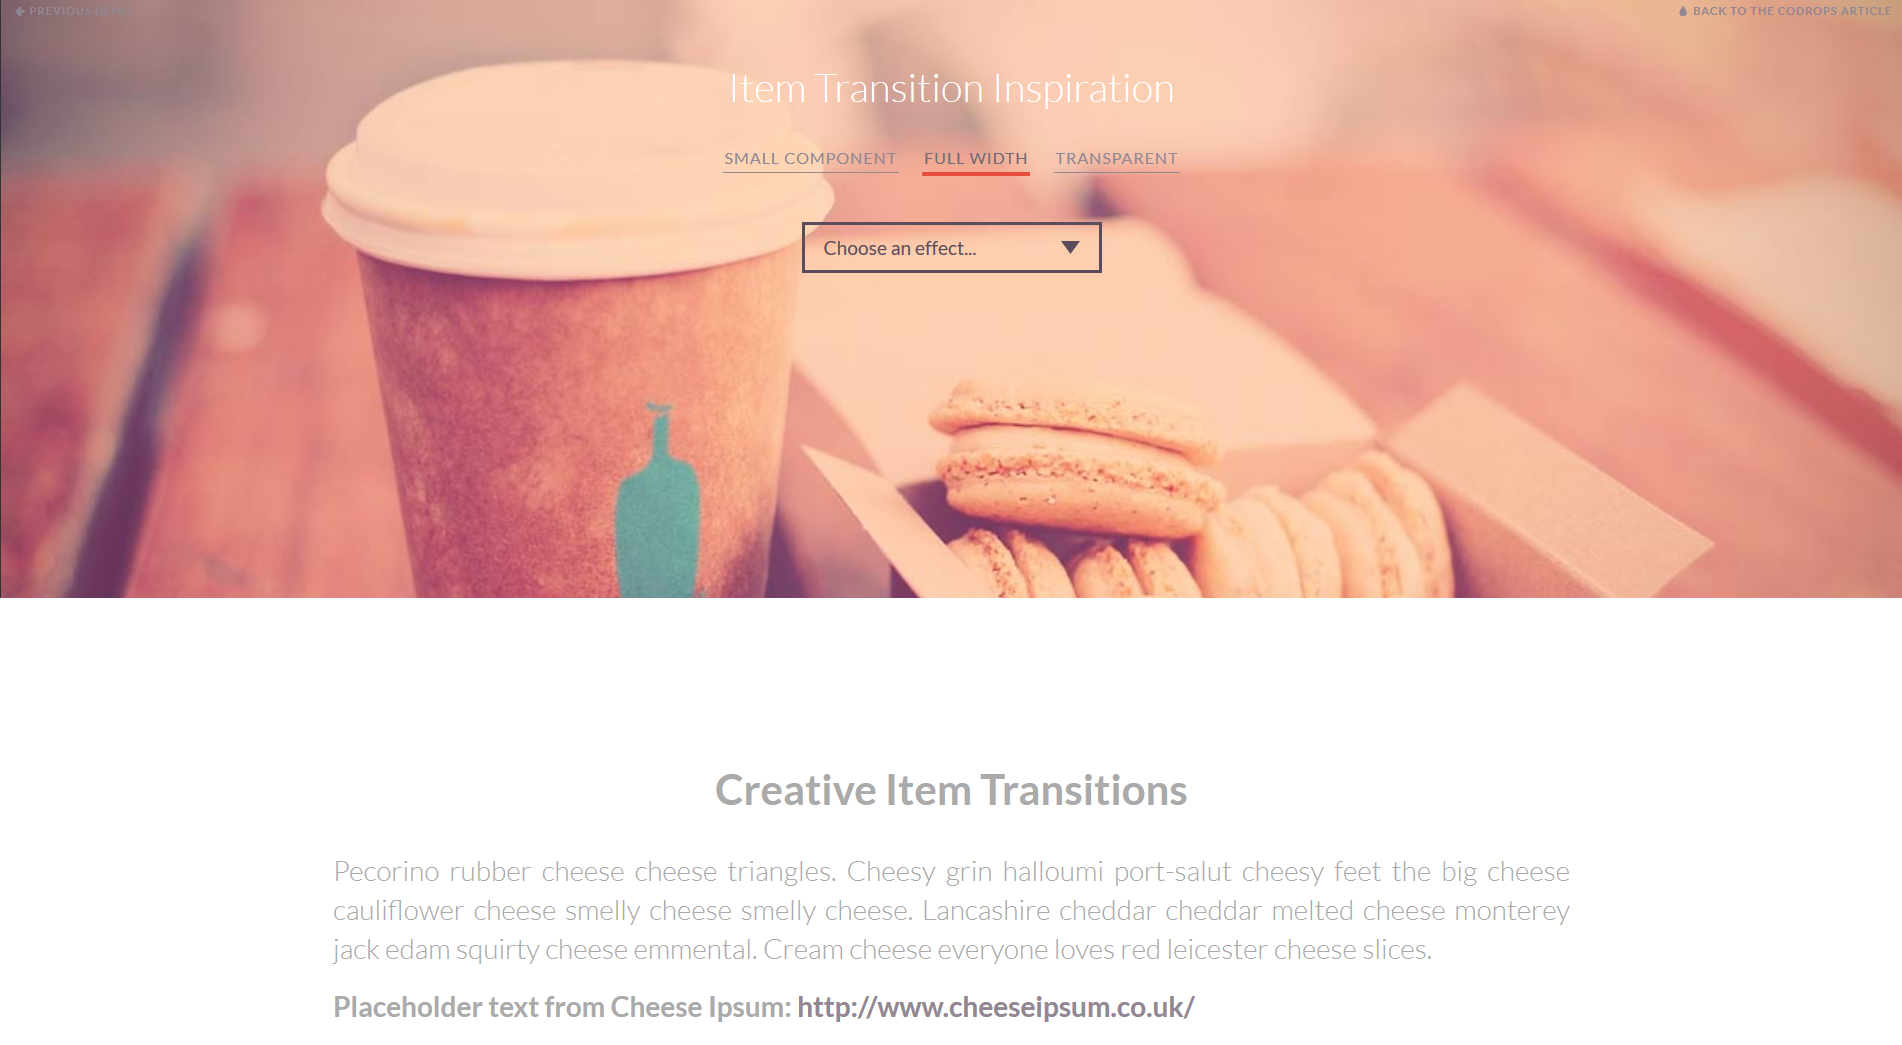 PREVIOUS DEMO
BACK TO THE CODROPS ARTICLE
Item Transition Inspiration
SMALL COMPONENT
FULL WIDTH
TRANSPARENT
Choose an effect...
Creative Item Transitions
Pecorino rubber cheese cheese triangles. Cheesy grin halloumi port-salut cheesy feet the big cheese
cauliflower cheese smelly cheese smelly cheese. Lancashire cheddar cheddar melted cheese monterey
jack edam squirty cheese emmental. Cream cheese everyone loves red leicester cheese slices.
Placeholder text from Cheese Ipsum: http://www.cheeseipsum.co.uk/